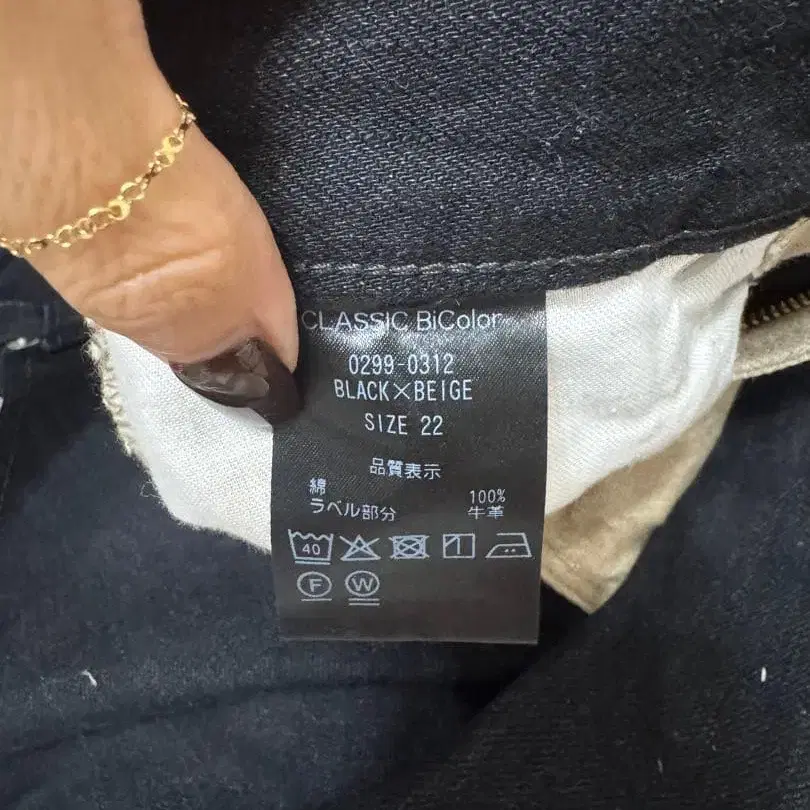 CLASSIC BiColor
0299-0312
BLACK×BEIGE
SIZE 22
品質表示
綿 100%
ラベル部分 牛革
40
F W